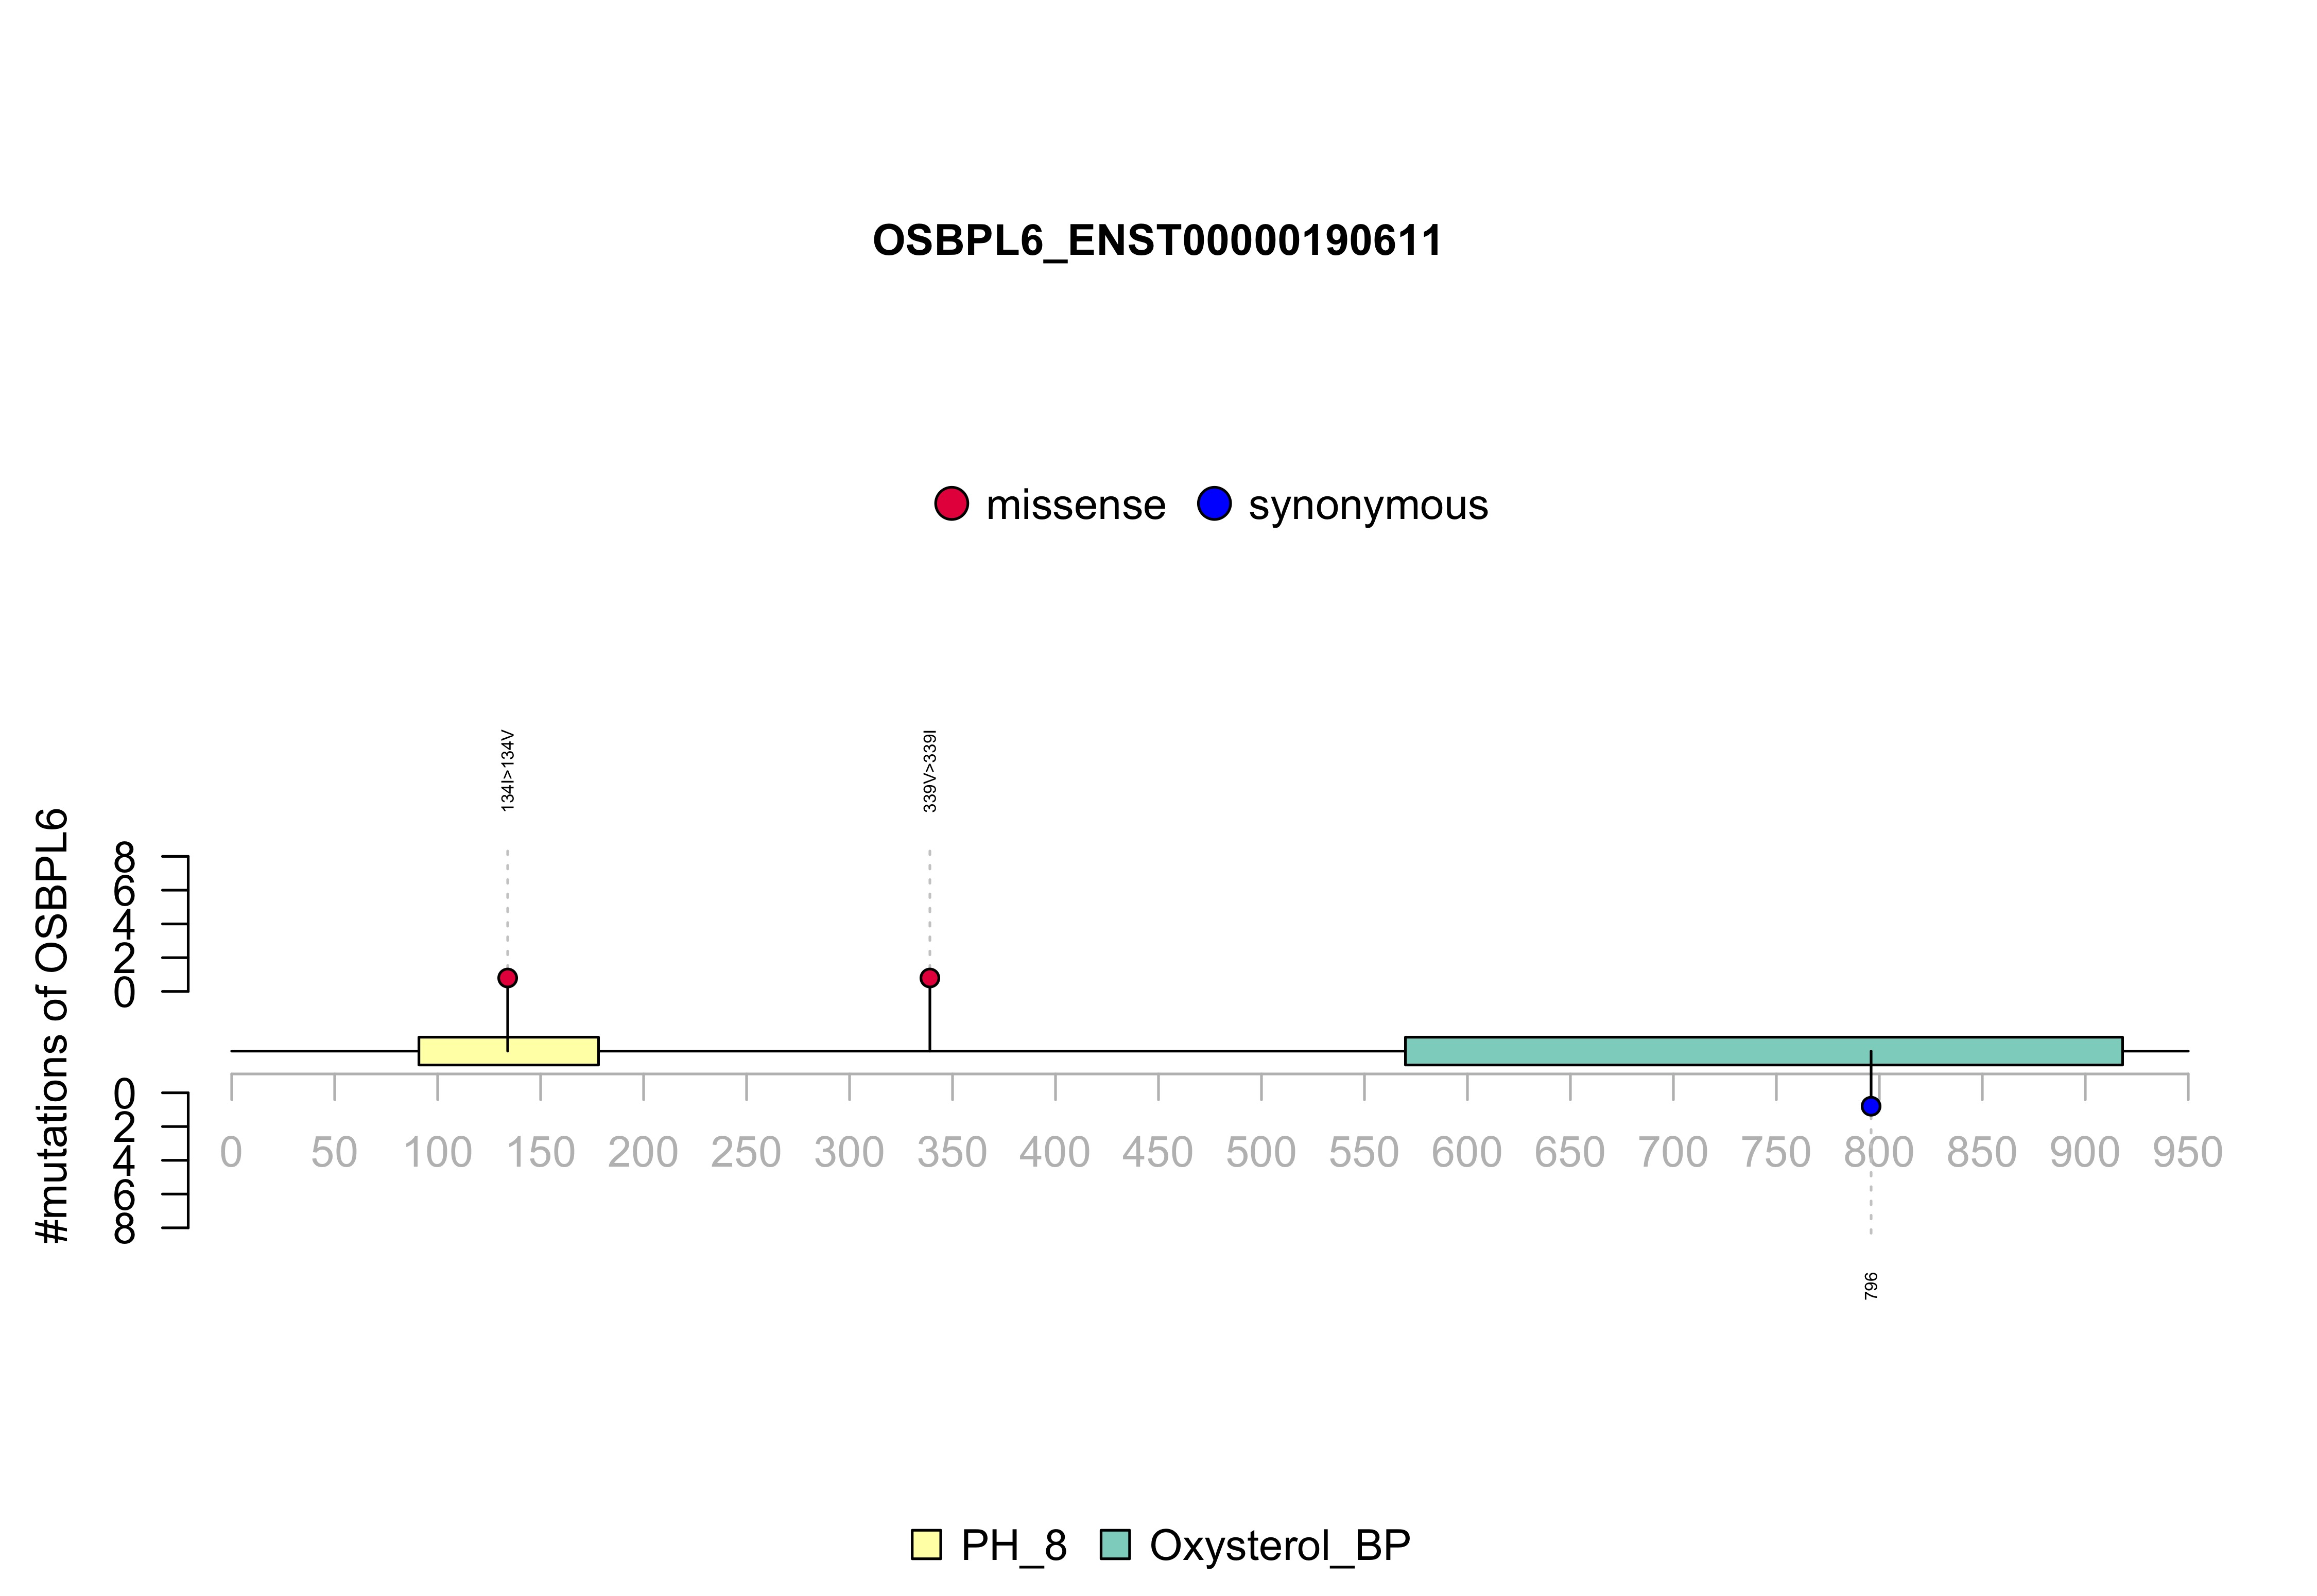 OSBPL6_ENST00000190611
missense synonymous
134I>134V
339V>339I
#mutations of OSBPL6
8
6
4
2
0
0
2
4
6
8
0 50 100 150 200 250 300 350 400 450 500 550 600 650 700 750 800 850 900 950
796
PH_8 Oxysterol_BP